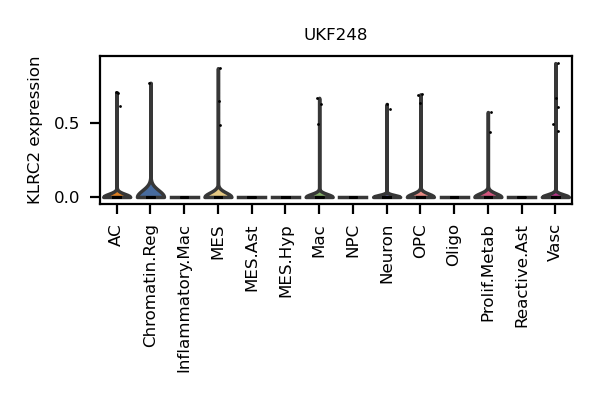 UKF248
KLRC2 expression
0.5
0.0
AC
Chromatin.Reg
Inflammatory.Mac
MES
MES.Ast
MES.Hyp
Mac
NPC
Neuron
OPC
Oligo
Prolif.Metab
Reactive.Ast
Vasc